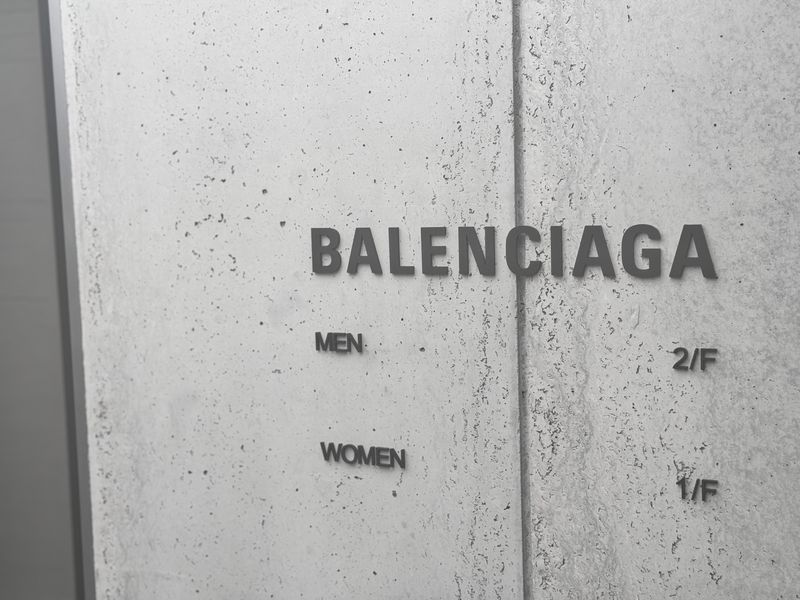 BALENCIAGA
MEN 2/F
WOMEN 1/F